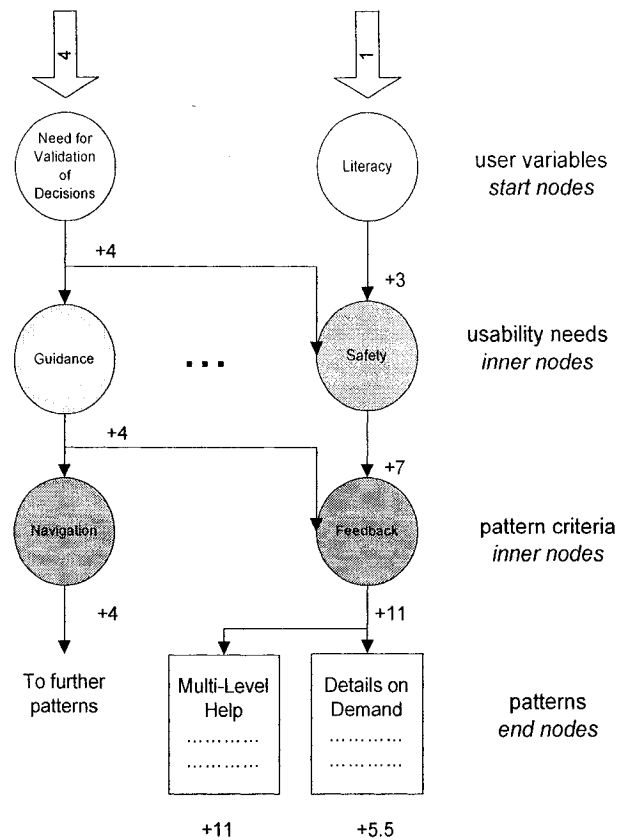 4
1
Need for
Validation
of
Decisions
Literacy
user variables
start nodes
+4
+3
Guidance
...
Safety
usability needs
inner nodes
+4
+7
Navigation
Feedback
pattern criteria
inner nodes
+4
+11
To further
patterns
Multi-Level
Help
............
............
Details on
Demand
............
............
patterns
end nodes
+11
+5.5